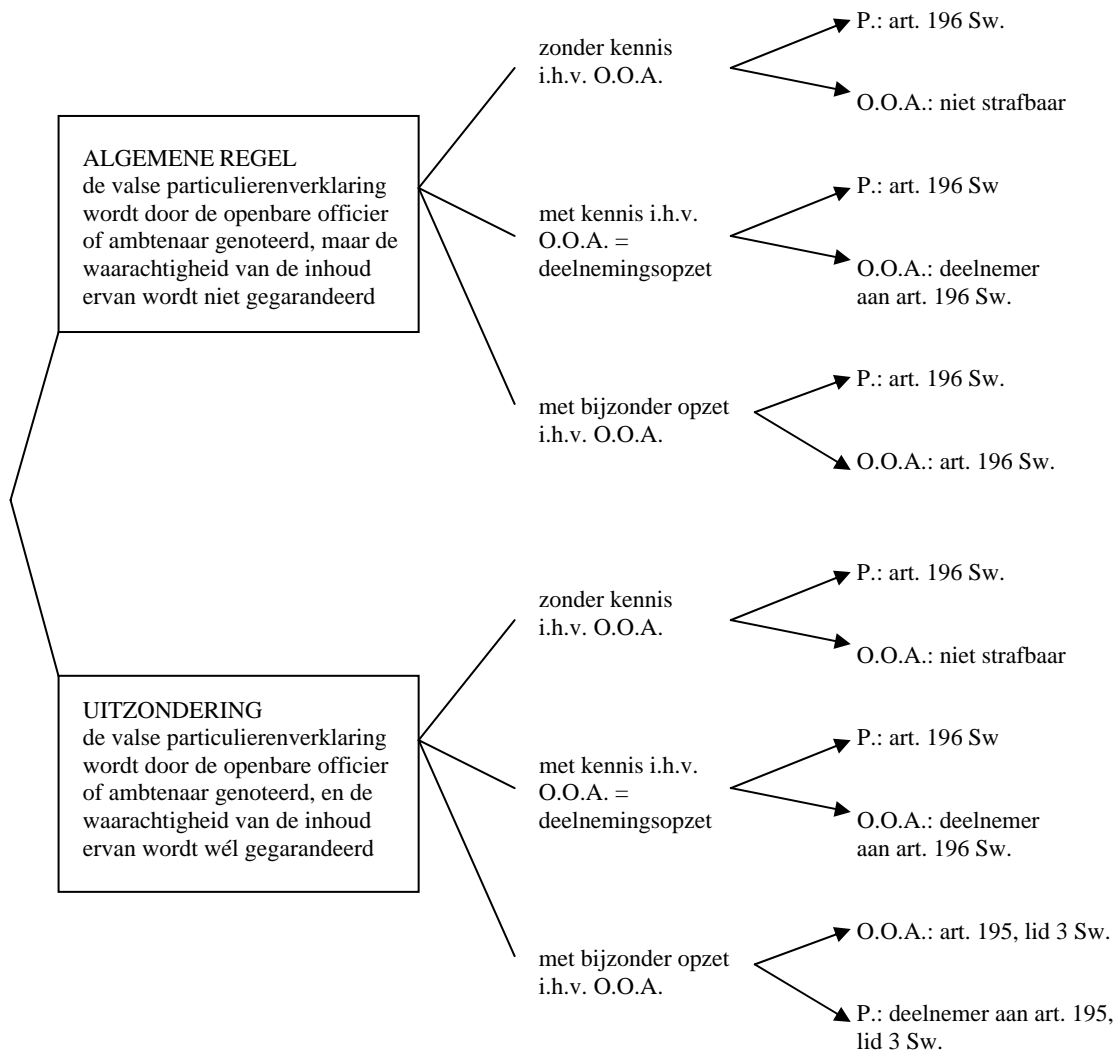 ALGEMENE REGEL
de valse particulierenverklaring
wordt door de openbare officier
of ambtenaar genoteerd, maar de
waarachtigheid van de inhoud
ervan wordt niet gegarandeerd
zonder kennis
i.h.v. O.O.A.
P.: art. 196 Sw.
O.O.A.: niet strafbaar
met kennis i.h.v.
O.O.A. =
deelnemingsopzet
P.: art. 196 Sw
O.O.A.: deelnemer
aan art. 196 Sw.
met bijzonder opzet
i.h.v. O.O.A.
P.: art. 196 Sw.
O.O.A.: art. 196 Sw.
UITZONDERING
de valse particulierenverklaring
wordt door de openbare officier
of ambtenaar genoteerd, en de
waarachtigheid van de inhoud
ervan wordt wél gegarandeerd
zonder kennis
i.h.v. O.O.A.
P.: art. 196 Sw.
O.O.A.: niet strafbaar
met kennis i.h.v.
O.O.A. =
deelnemingsopzet
P.: art. 196 Sw
O.O.A.: deelnemer
aan art. 196 Sw.
met bijzonder opzet
i.h.v. O.O.A.
O.O.A.: art. 195, lid 3 Sw.
P.: deelnemer aan art. 195,
lid 3 Sw.